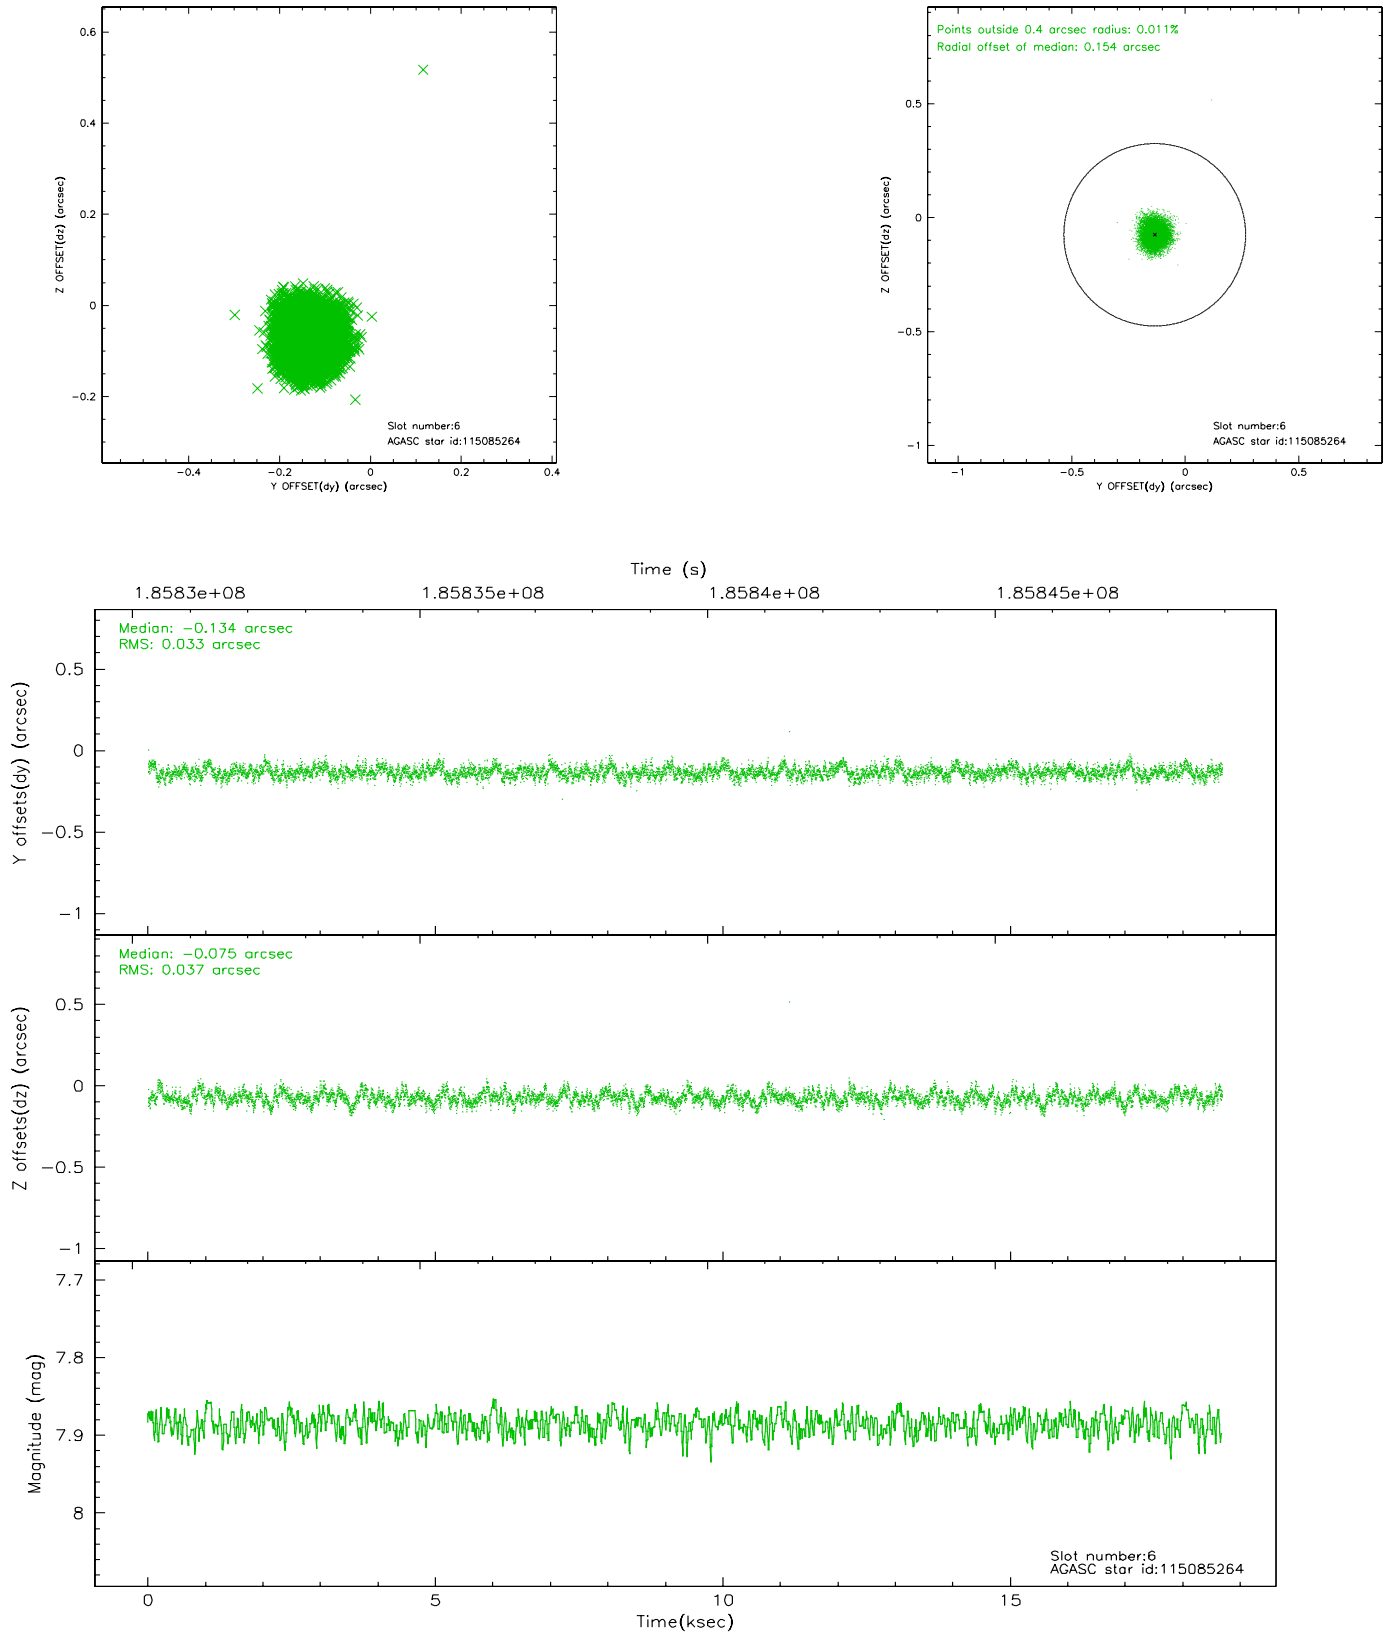 0.6
0.4
0.2
0
−0.2
Z OFFSET(dz) (arcsec)
Slot number:6
AGASC star id:115085264
−0.4 −0.2 0 0.2 0.4
Y OFFSET(dy) (arcsec)
Points outside 0.4 arcsec radius: 0.011%
Radial offset of median: 0.154 arcsec
0.5
0
−0.5
−1
Z OFFSET(dz) (arcsec)
Slot number:6
AGASC star id:115085264
−1 −0.5 0 0.5
Y OFFSET(dy) (arcsec)
Time (s)
1.8583e+08 1.85835e+08 1.8584e+08 1.85845e+08
Median: −0.134 arcsec
RMS: 0.033 arcsec
0.5
0
−0.5
−1
Y offsets(dy) (arcsec)
Median: −0.075 arcsec
RMS: 0.037 arcsec
0.5
0
−0.5
−1
Z offsets(dz) (arcsec)
7.7
7.8
7.9
8
Magnitude (mag)
Slot number:6
AGASC star id:115085264
0 5 10 15
Time(ksec)